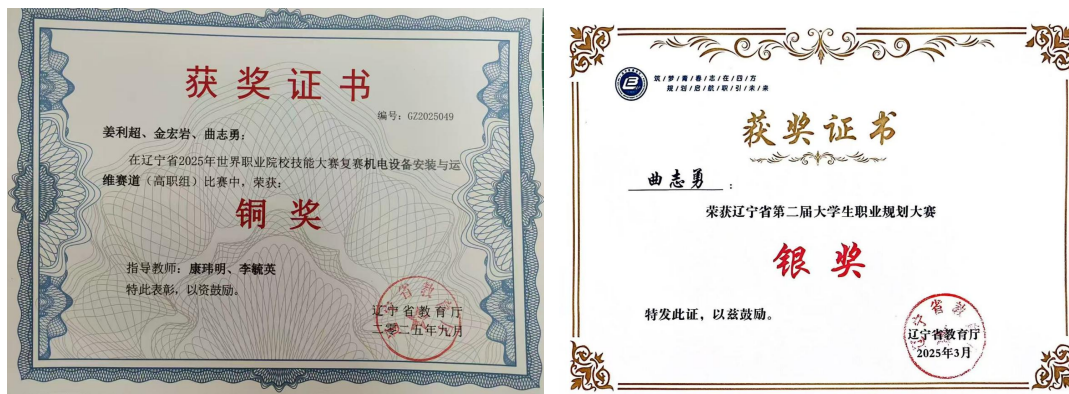 获奖证书
编号：GZ2025049
姜利超、金宏岩、曲志勇：
在辽宁省2025年世界职业院校技能大赛复赛机电设备安装与运
维赛道（高职组）比赛中，荣获：
铜奖
指导教师：康玮明、李毓英
特此表彰，以资鼓励。
辽宁省教育厅
二〇二五年九月
筑/梦/青/春/志/在/四/方
规/划/启/航/职/引/未/来
获奖证书
曲志勇：
荣获辽宁省第二届大学生职业规划大赛
银奖
特发此证，以兹鼓励。
辽宁省教育厅
2025年3月